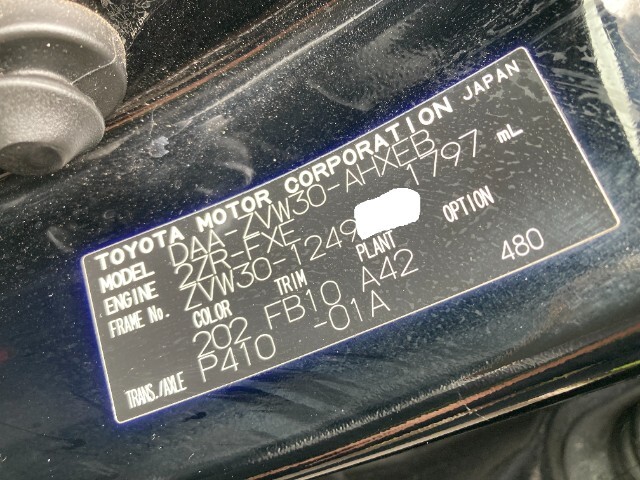 TOYOTA MOTOR CORPORATION JAPAN
MODEL DAA-ZVW30-AHXEB
ENGINE 2ZR-FXE 1797 mL
FRAME No. ZVW30-1249
COLOR TRIM PLANT OPTION
202 FB10 A42
TRANS./AXLE P410 -01A 480